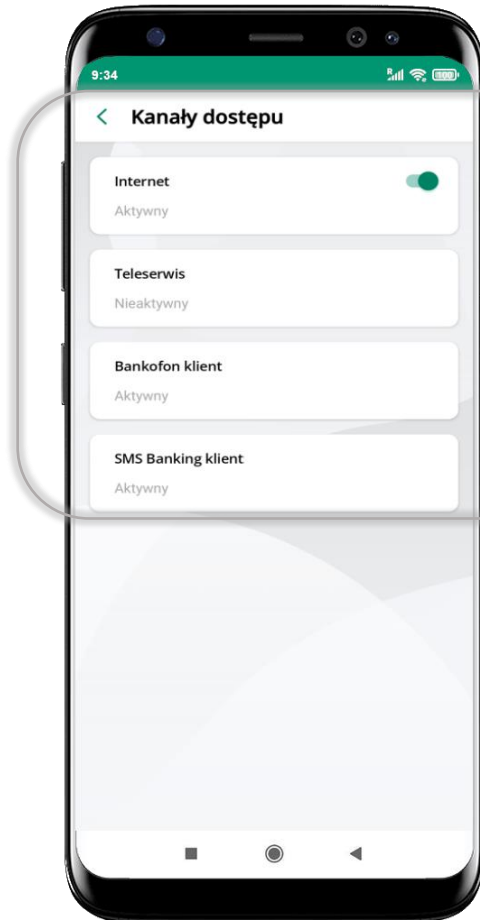 9:34
Kanały dostępu
Internet
Aktywny
Teleserwis
Nieaktywny
Bankofon klient
Aktywny
SMS Banking klient
Aktywny